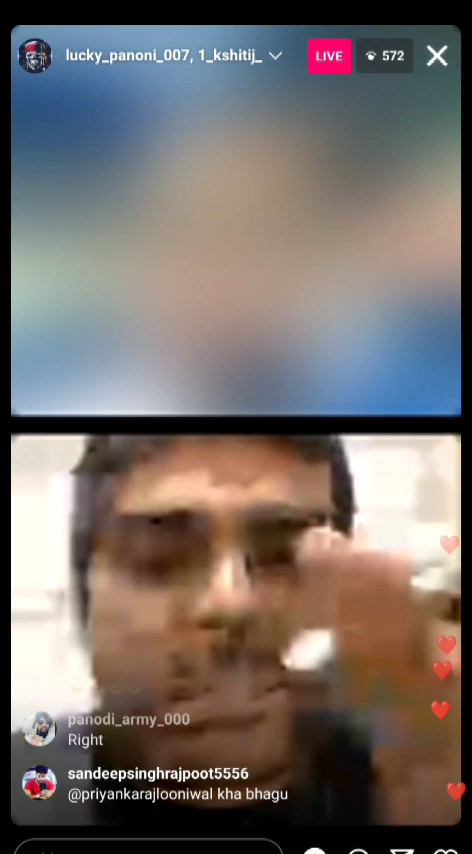 lucky_panoni_007, 1_kshitij_
LIVE
572
panodi_army_000
Right
sandeepsinghrajpoot5556
@priyankarajlooniwal kha bhagu